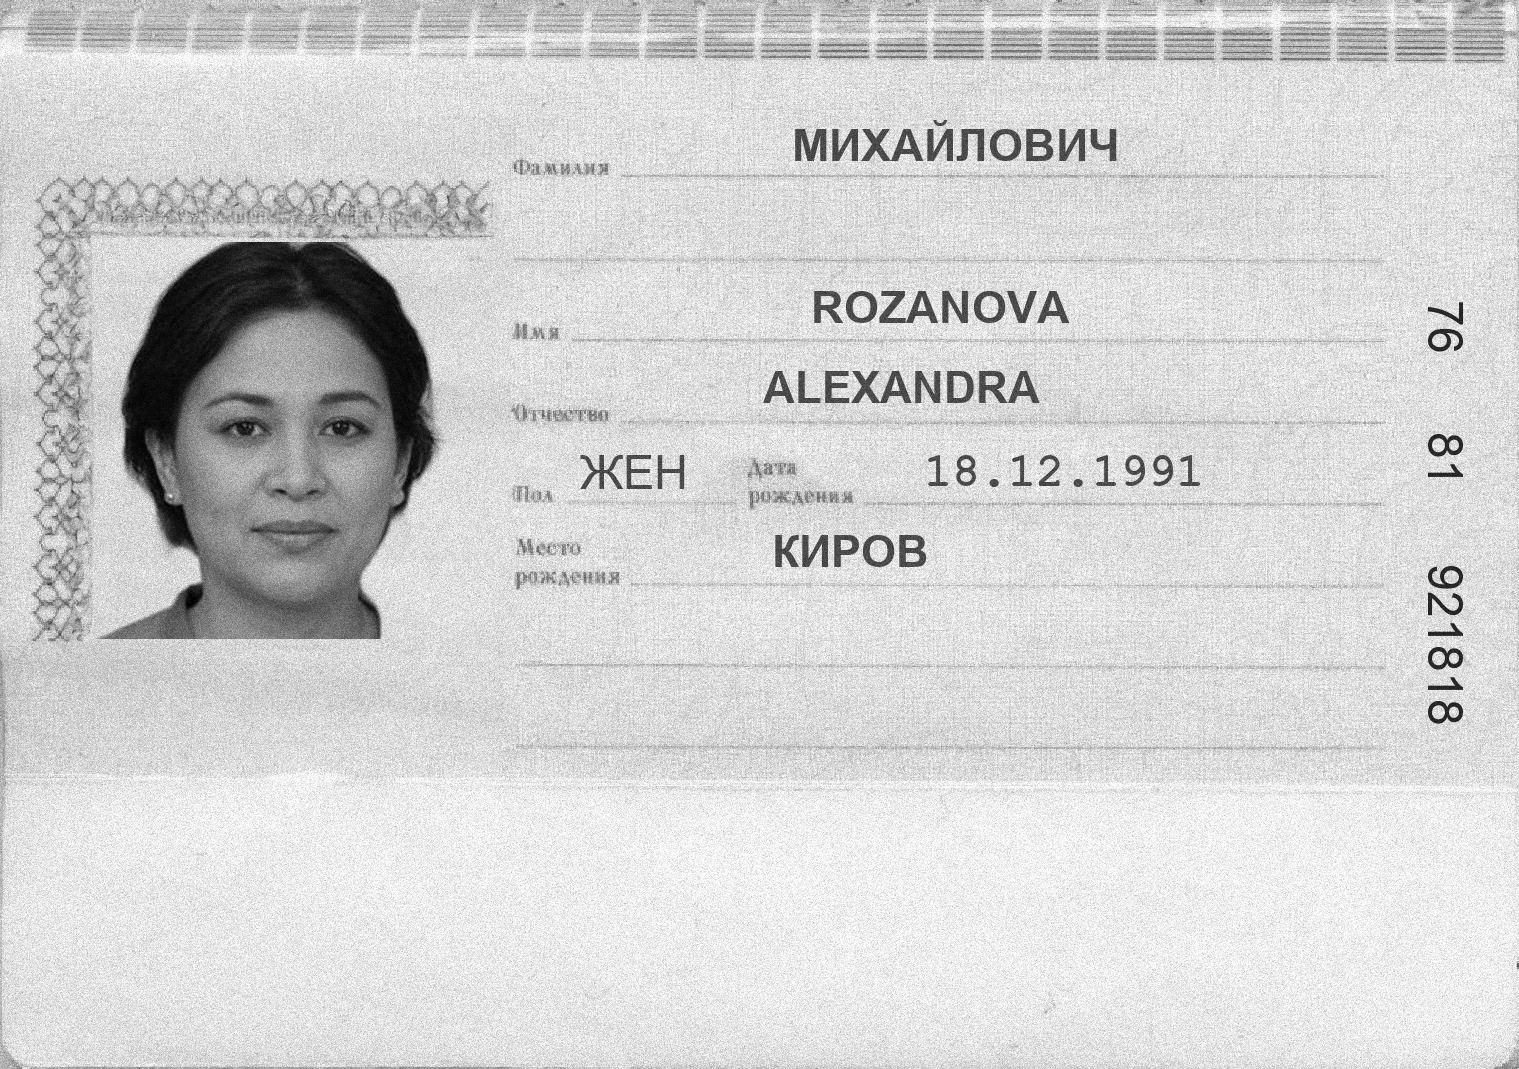 Фамилия МИХАЙЛОВИЧ
Имя ROZANOVA
Отчество ALEXANDRA
Пол ЖЕН Дата рождения 18.12.1991
Место рождения КИРОВ
76 81 921818